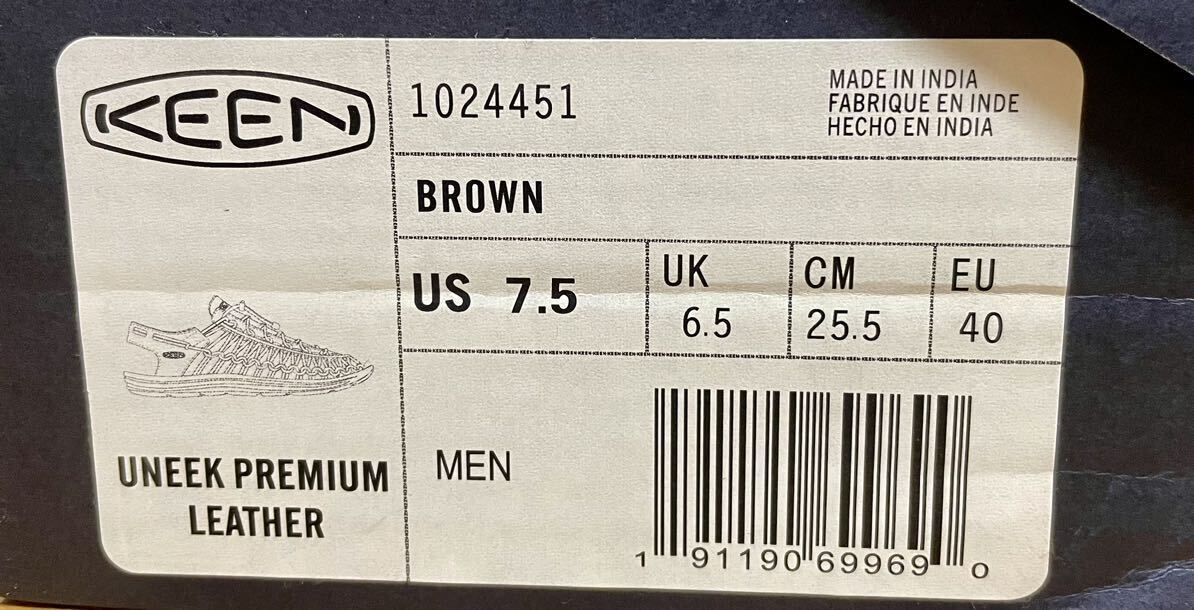 KEEN
1024451
MADE IN INDIA
FABRIQUE EN INDE
HECHO EN INDIA
BROWN
US 7.5
UK
6.5
CM
25.5
EU
40
KEEN
UNEEK PREMIUM
LEATHER
MEN
1 91190 69969 0